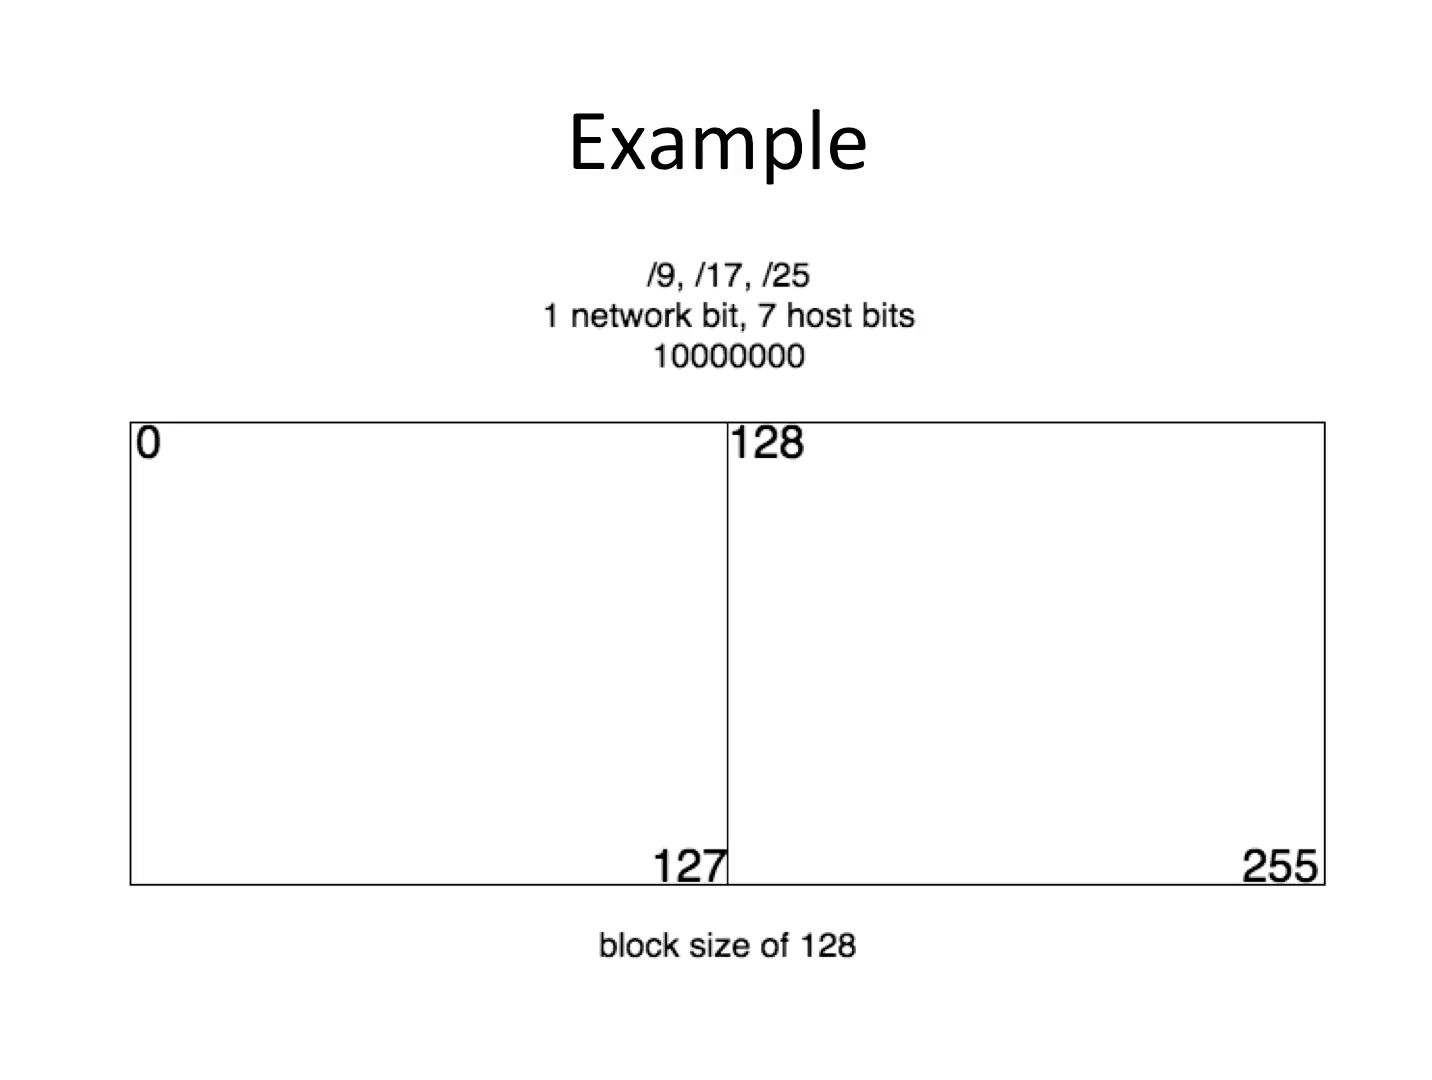 Example
/9, /17, /25
1 network bit, 7 host bits
10000000
0
128
127
255
block size of 128